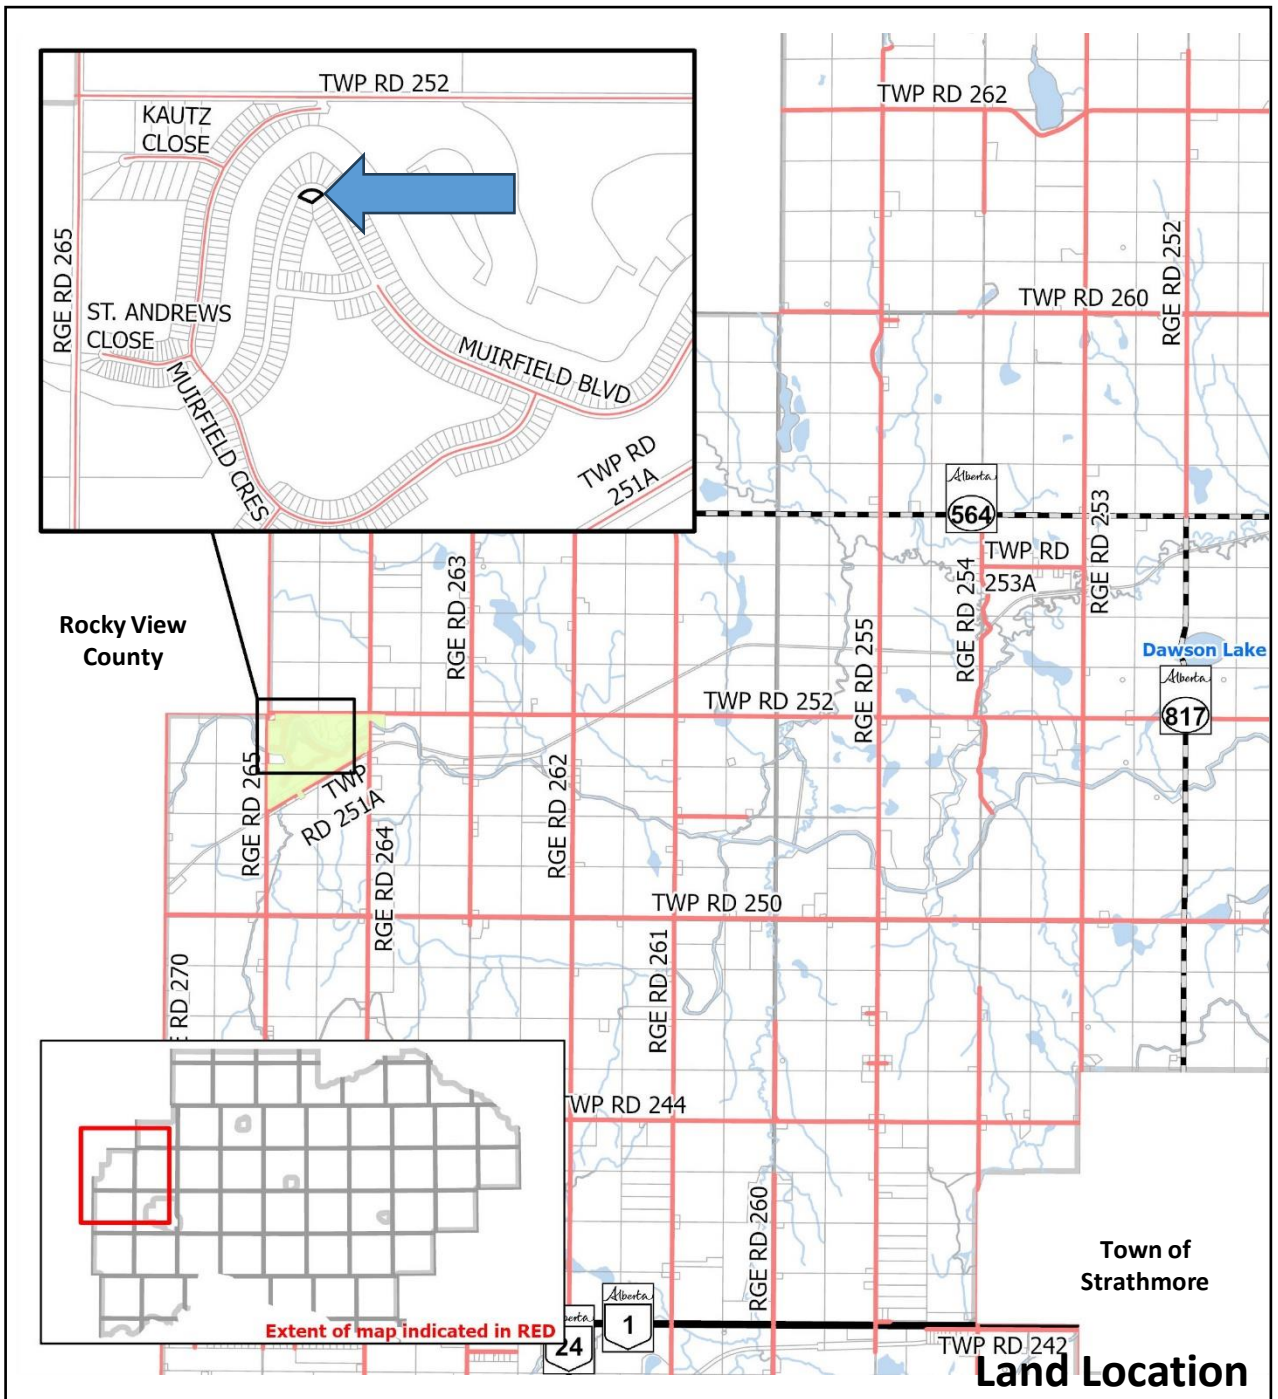 TWP RD 252
KAUTZ
CLOSE
RGE RD 265
ST. ANDREWS
CLOSE
MUIRFIELD BLVD
MUIRFIELD CRES
TWP RD
251A
TWP RD 262
RGE RD 252
TWP RD 260
Alberta
564
RGE RD 253
TWP RD
253A
RGE RD 254
RGE RD 263
Rocky View
County
RGE RD 255
Dawson Lake
Alberta
817
TWP RD 252
RGE RD 265
TWP
RD 251A
RGE RD 262
RGE RD 264
TWP RD 250
RGE RD 261
E RD 270
TWP RD 244
RGE RD 260
Town of
Strathmore
Alberta
1
berta
24
Extent of map indicated in RED
TWP RD 242
Land Location